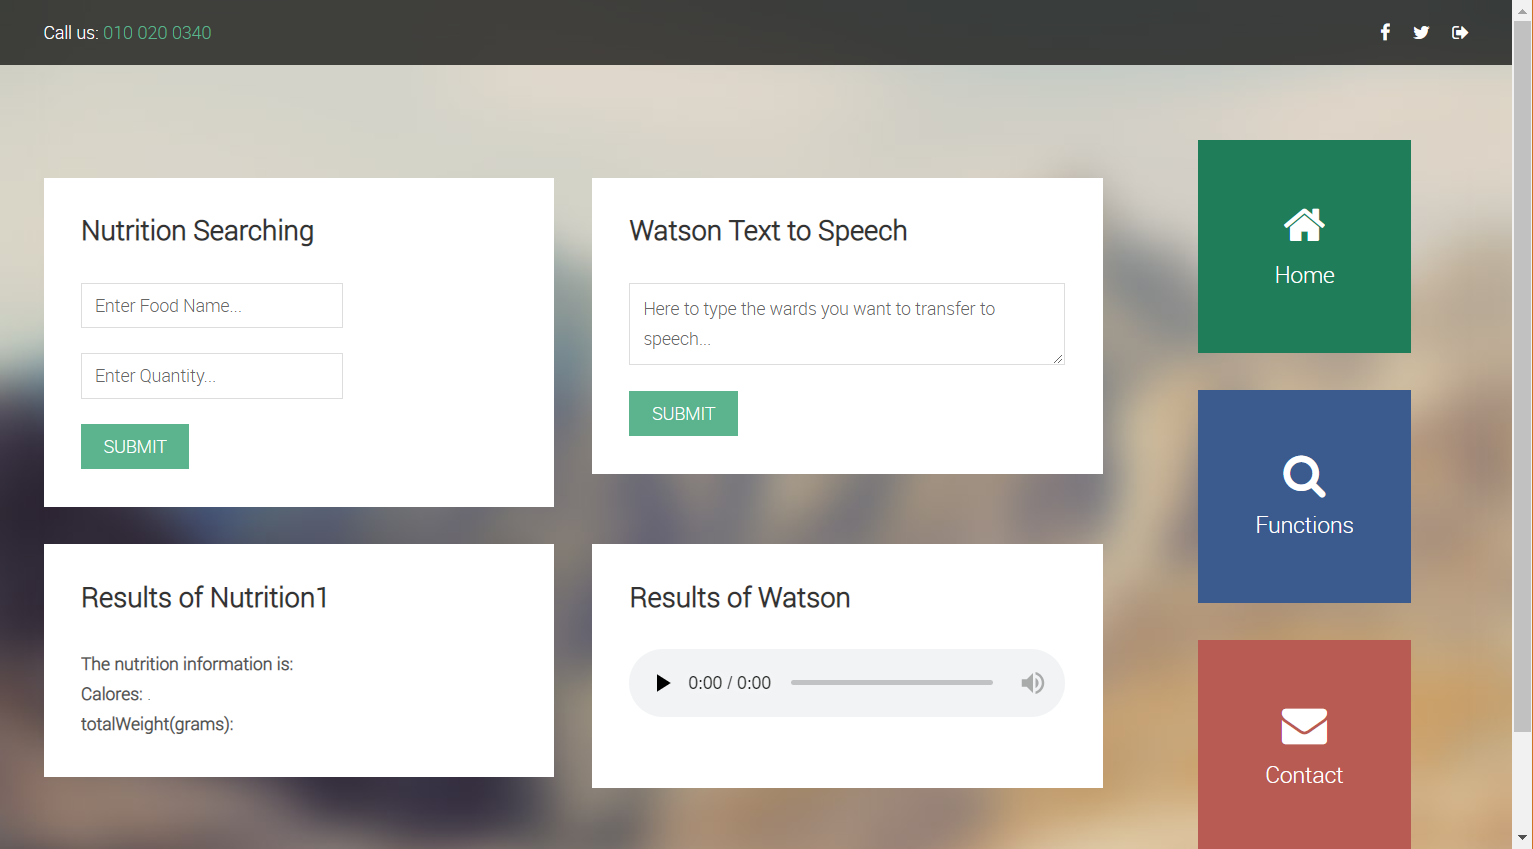 Call us: 010 020 0340
Nutrition Searching
Enter Food Name...
Enter Quantity...
SUBMIT
Watson Text to Speech
Here to type the wards you want to transfer to
speech...
SUBMIT
Results of Nutrition1
The nutrition information is:
Calores: .
totalWeight(grams):
Results of Watson
0:00 / 0:00
Home
Functions
Contact